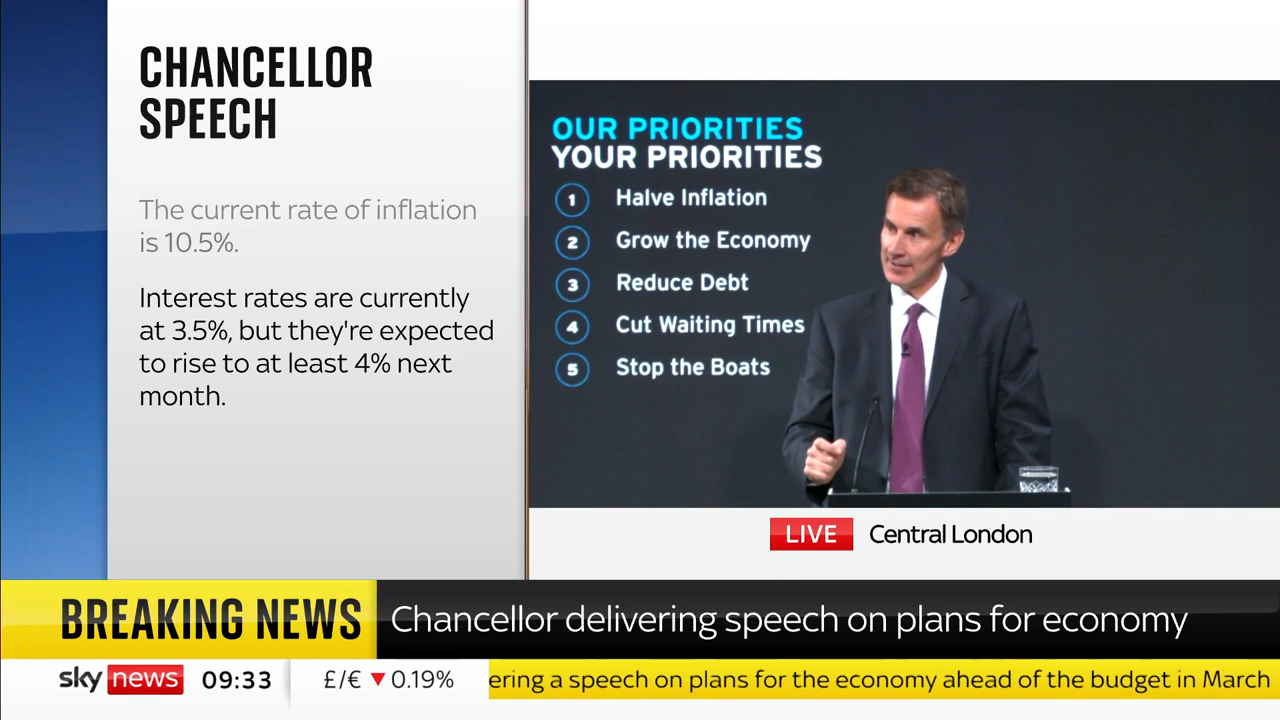 CHANCELLOR
SPEECH
The current rate of inflation
is 10.5%.
Interest rates are currently
at 3.5%, but they're expected
to rise to at least 4% next
month.
OUR PRIORITIES
YOUR PRIORITIES
1 Halve Inflation
2 Grow the Economy
3 Reduce Debt
4 Cut Waiting Times
5 Stop the Boats
LIVE Central London
BREAKING NEWS Chancellor delivering speech on plans for economy
sky news 09:33 £/€ ▼ 0.19% ering a speech on plans for the economy ahead of the budget in March